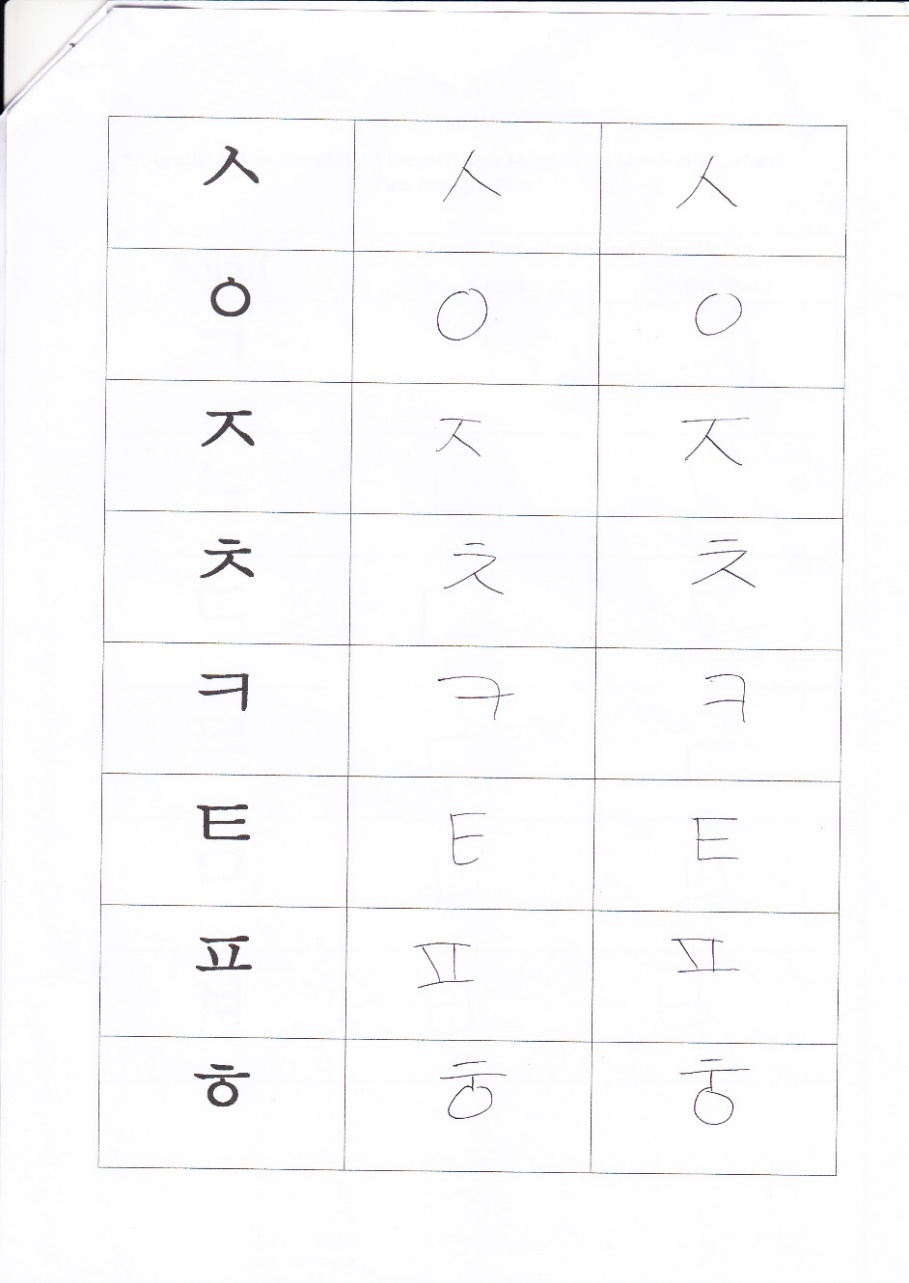 ㅅ ㅅ ㅅ
ㅇ ㅇ ㅇ
ㅈ ㅈ ㅈ
ㅊ ㅊ ㅊ
ㅋ ㅋ ㅋ
ㅌ ㅌ ㅌ
ㅍ ㅍ ㅍ
ㅎ ㅎ ㅎ